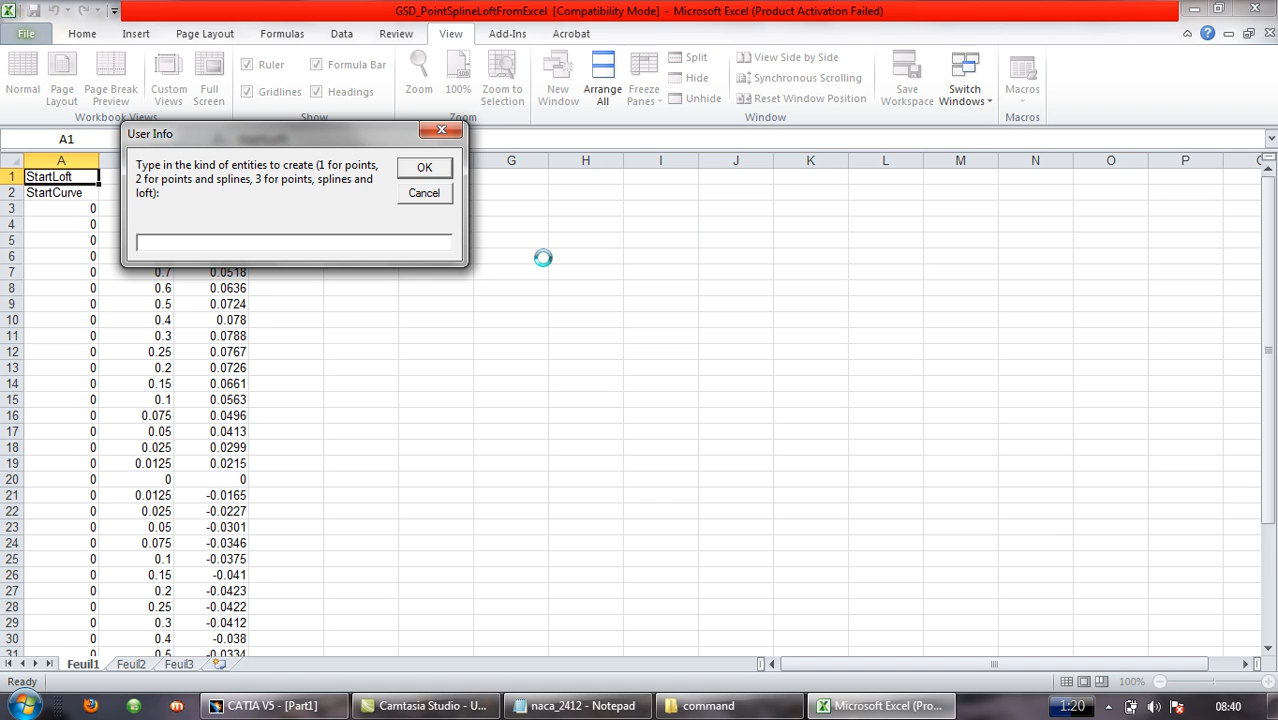 GSD_PointSplineLoftFromExcel [Compatibility Mode] - Microsoft Excel (Product Activation Failed)
File Home Insert Page Layout Formulas Data Review View Add-Ins Acrobat
Normal Page Layout Page Break Preview Custom Views Full Screen
Workbook Views
Ruler Formula Bar
Gridlines Headings
Show
Zoom 100% Zoom to Selection
Zoom
New Window Arrange All Freeze Panes
Split
Hide
Unhide
View Side by Side
Synchronous Scrolling
Reset Window Position
Save Workspace Switch Windows
Window
Macros
Macros
A1 StartLoft
User Info
Type in the kind of entities to create (1 for points,
2 for points and splines, 3 for points, splines and
loft):
OK
Cancel
A G H I J K L M N O P
1 StartLoft
2 StartCurve
3 0
4 0
5 0
6 0
7 0 0.7 0.0518
8 0 0.6 0.0636
9 0 0.5 0.0724
10 0 0.4 0.078
11 0 0.3 0.0788
12 0 0.25 0.0767
13 0 0.2 0.0726
14 0 0.15 0.0661
15 0 0.1 0.0563
16 0 0.075 0.0496
17 0 0.05 0.0413
18 0 0.025 0.0299
19 0 0.0125 0.0215
20 0 0 0
21 0 0.0125 -0.0165
22 0 0.025 -0.0227
23 0 0.05 -0.0301
24 0 0.075 -0.0346
25 0 0.1 -0.0375
26 0 0.15 -0.041
27 0 0.2 -0.0423
28 0 0.25 -0.0422
29 0 0.3 -0.0412
30 0 0.4 -0.038
31 0 0.5 -0.0334
Feuil1 Feuil2 Feuil3
Ready 100%
CATIA V5 - [Part1] Camtasia Studio - U... naca_2412 - Notepad command Microsoft Excel (Pro... 1:20 08:40